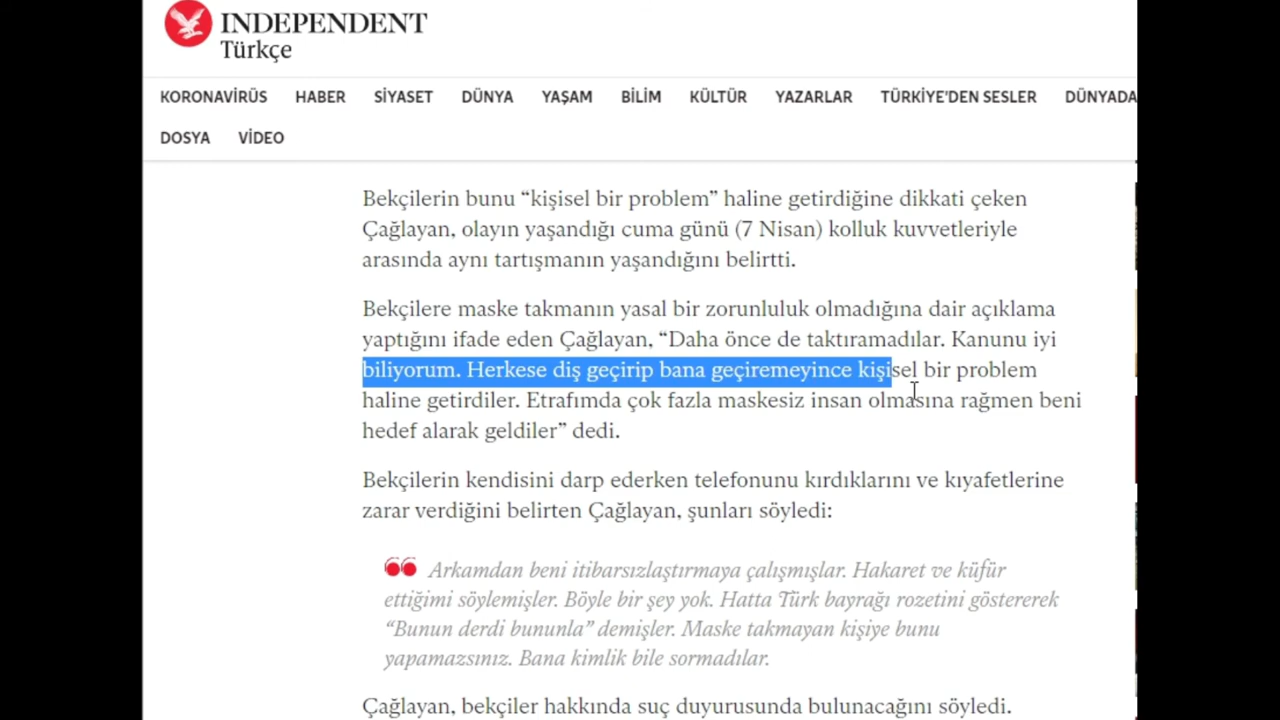 INDEPENDENT
Türkçe
KORONAVİRÜS HABER SİYASET DÜNYA YAŞAM BİLİM KÜLTÜR YAZARLAR TÜRKİYE'DEN SESLER DÜNYADA
DOSYA VİDEO
Bekçilerin bunu “kişisel bir problem” haline getirdiğine dikkati çeken
Çağlayan, olayın yaşandığı cuma günü (7 Nisan) kolluk kuvvetleriyle
arasında aynı tartışmanın yaşandığını belirtti.
Bekçilere maske takmanın yasal bir zorunluluk olmadığına dair açıklama
yaptığını ifade eden Çağlayan, “Daha önce de taktıramadılar. Kanunu iyi
biliyorum. Herkese diş geçirip bana geçiremeyince kişisel bir problem
haline getirdiler. Etrafımda çok fazla maskesiz insan olmasına rağmen beni
hedef alarak geldiler” dedi.
Bekçilerin kendisini darp ederken telefonunu kırdıklarını ve kıyafetlerine
zarar verdiğini belirten Çağlayan, şunları söyledi:
Arkamdan beni itibarsızlaştırmaya çalışmışlar. Hakaret ve küfür
ettiğimi söylemişler. Böyle bir şey yok. Hatta Türk bayrağı rozetini göstererek
“Bunun derdi bununla” demişler. Maske takmayan kişiye bunu
yapamazsınız. Bana kimlik bile sormadılar.
Çağlayan, bekçiler hakkında suç duyurusunda bulunacağını söyledi.